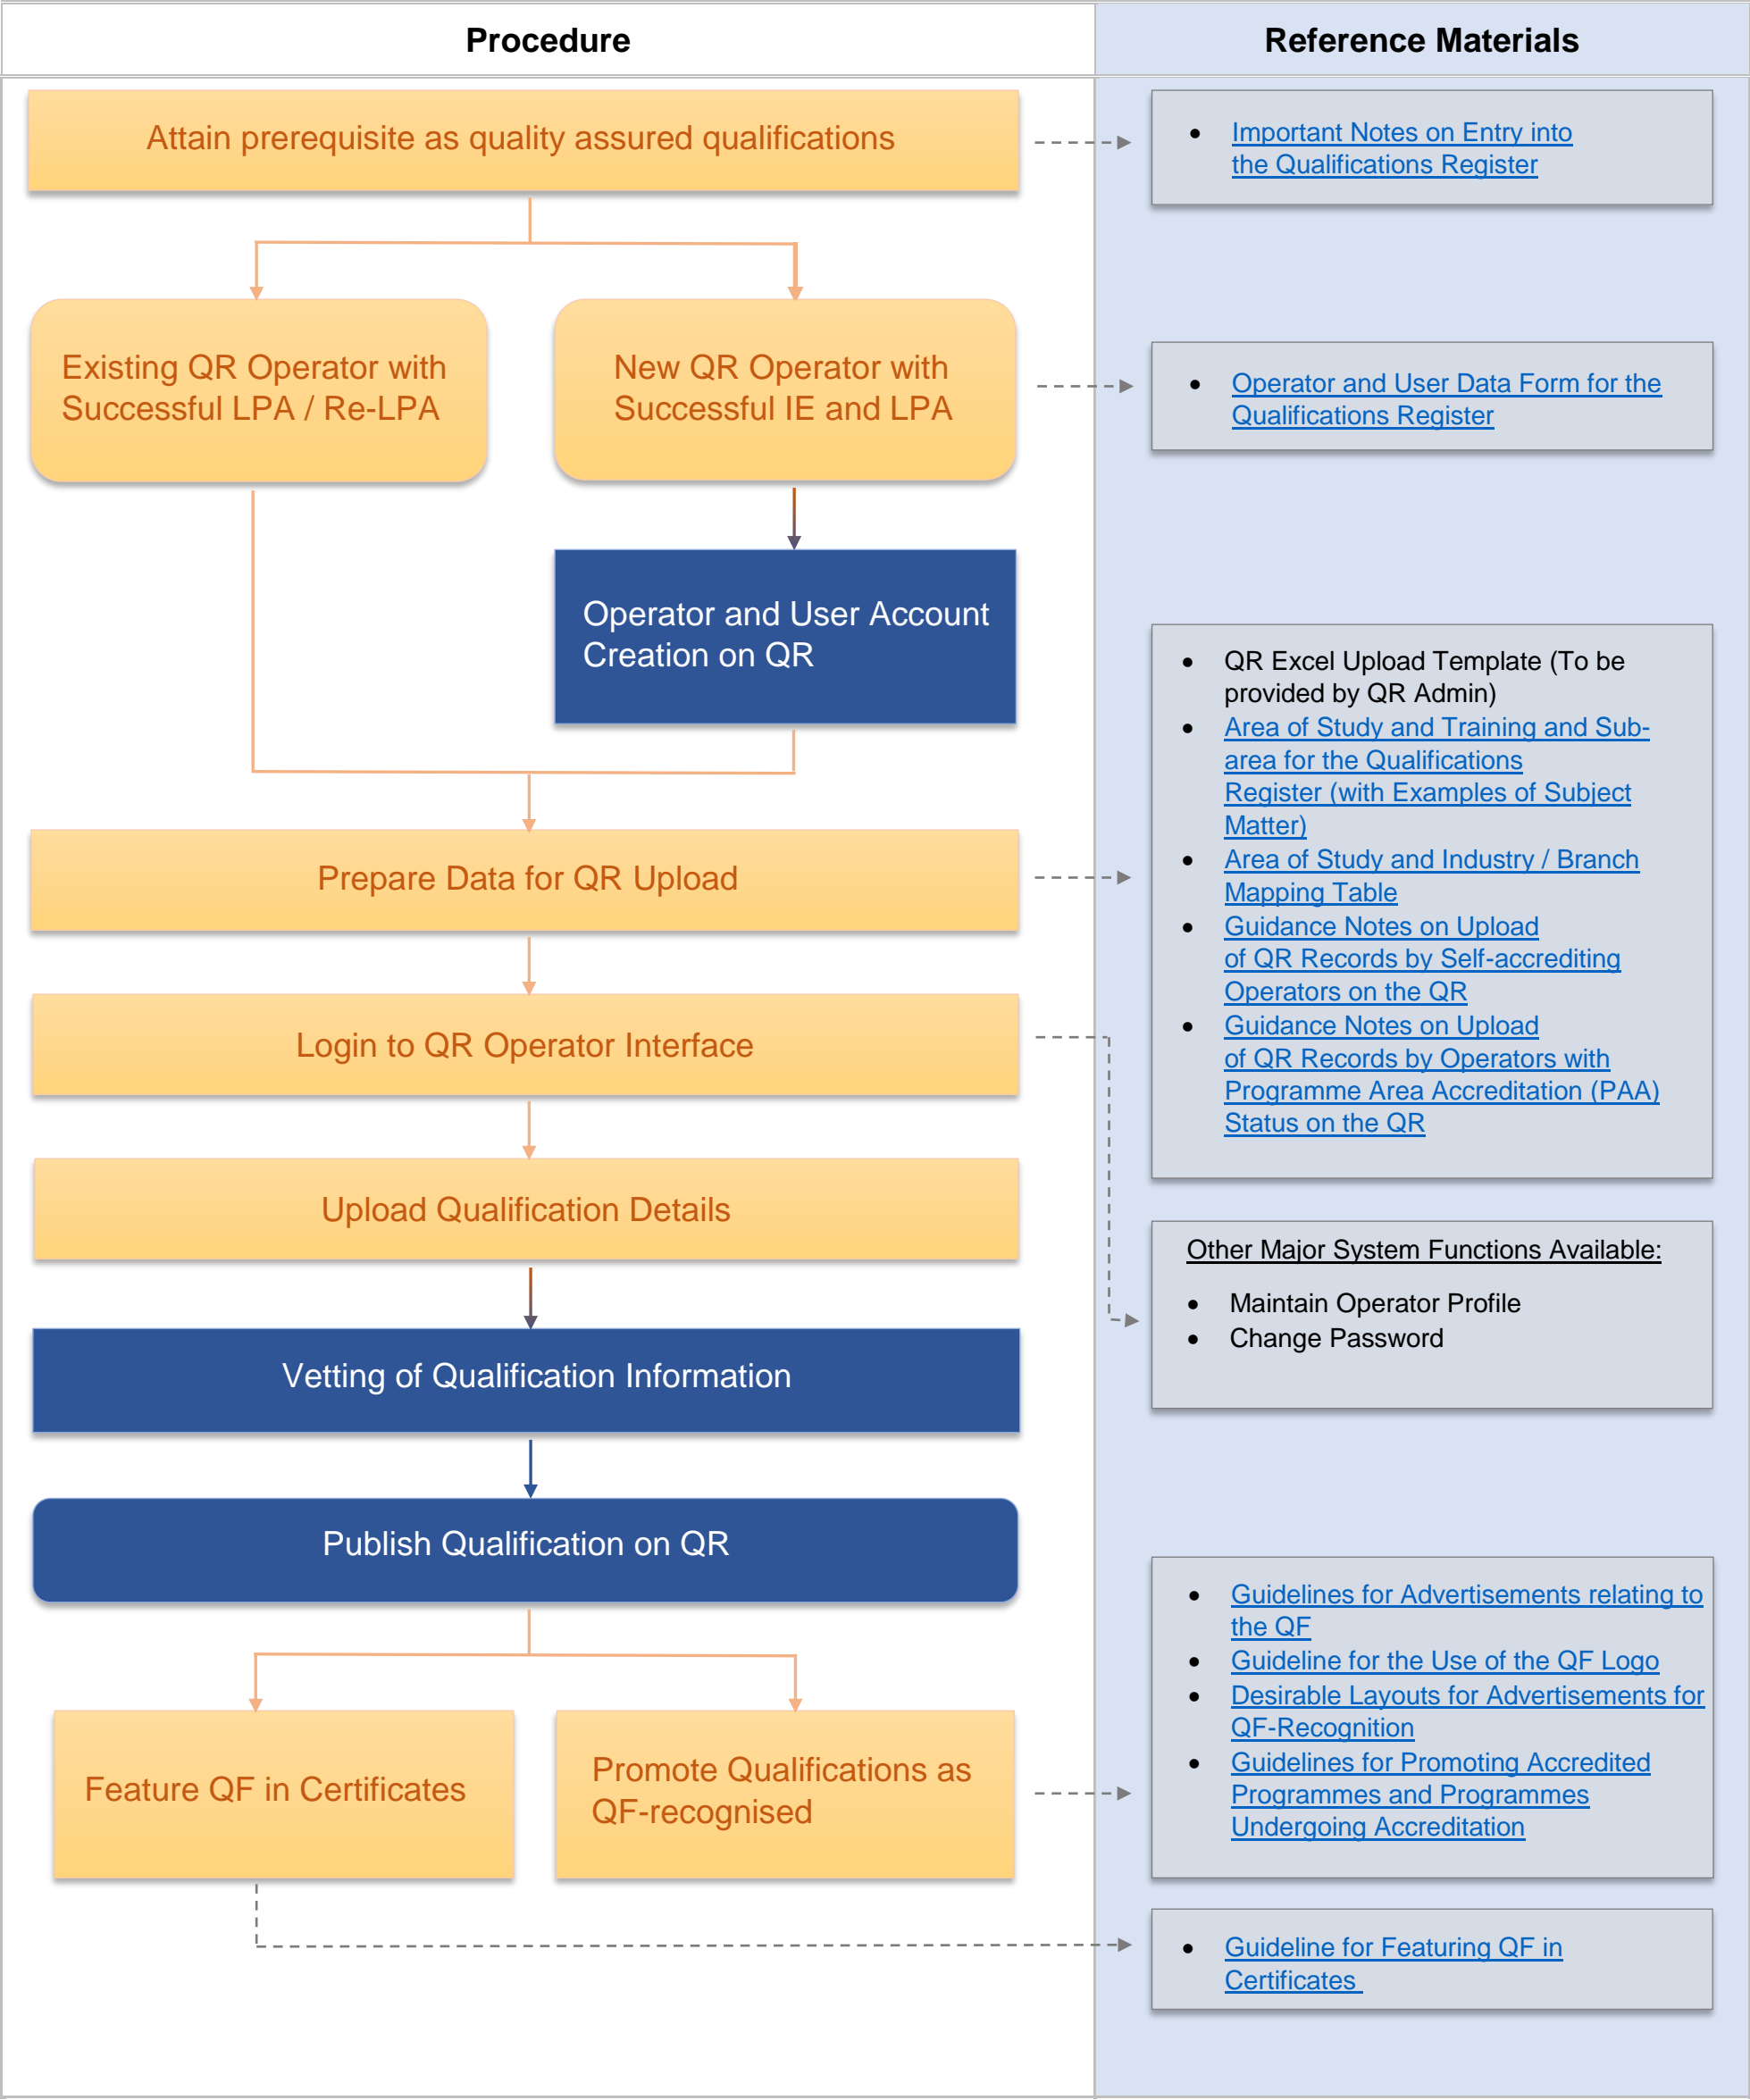 Procedure
Reference Materials
Attain prerequisite as quality assured qualifications
• Important Notes on Entry into
the Qualifications Register
Existing QR Operator with
Successful LPA / Re-LPA
New QR Operator with
Successful IE and LPA
• Operator and User Data Form for the
Qualifications Register
Operator and User Account
Creation on QR
• QR Excel Upload Template (To be
provided by QR Admin)
• Area of Study and Training and Sub-
area for the Qualifications
Register (with Examples of Subject
Matter)
• Area of Study and Industry / Branch
Mapping Table
• Guidance Notes on Upload
of QR Records by Self-accrediting
Operators on the QR
• Guidance Notes on Upload
of QR Records by Operators with
Programme Area Accreditation (PAA)
Status on the QR
Prepare Data for QR Upload
Login to QR Operator Interface
Other Major System Functions Available:
• Maintain Operator Profile
• Change Password
Upload Qualification Details
Vetting of Qualification Information
Publish Qualification on QR
Feature QF in Certificates
Promote Qualifications as
QF-recognised
• Guidelines for Advertisements relating to
the QF
• Guideline for the Use of the QF Logo
• Desirable Layouts for Advertisements for
QF-Recognition
• Guidelines for Promoting Accredited
Programmes and Programmes
Undergoing Accreditation
• Guideline for Featuring QF in
Certificates